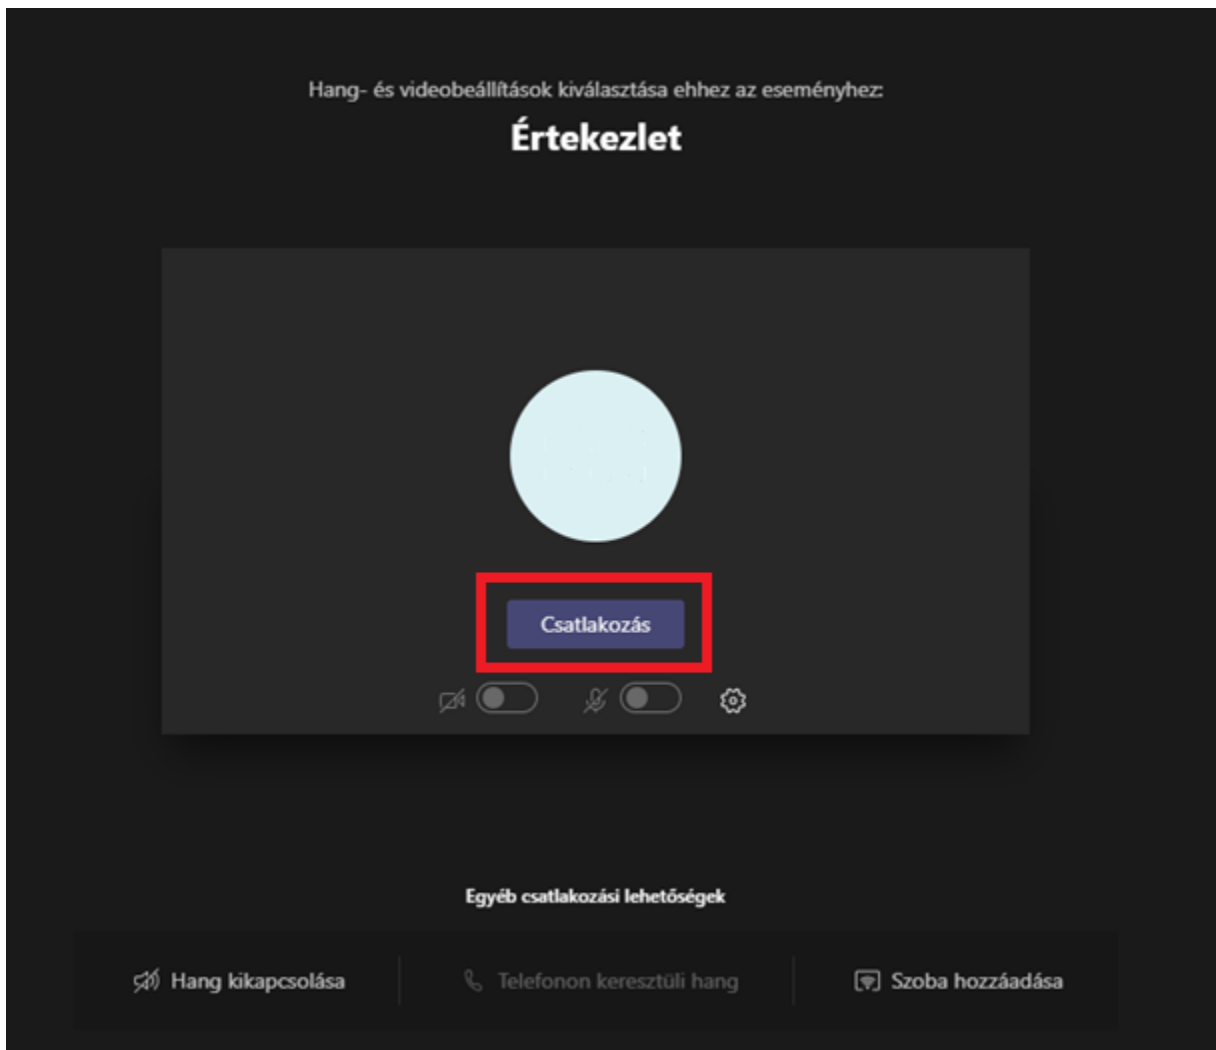 Hang- és videobeállítások kiválasztása ehhez az eseményhez:
Értekezlet
Csatlakozás
Egyéb csatlakozási lehetőségek
Hang kikapcsolása
Telefonon keresztüli hang
Szoba hozzáadása